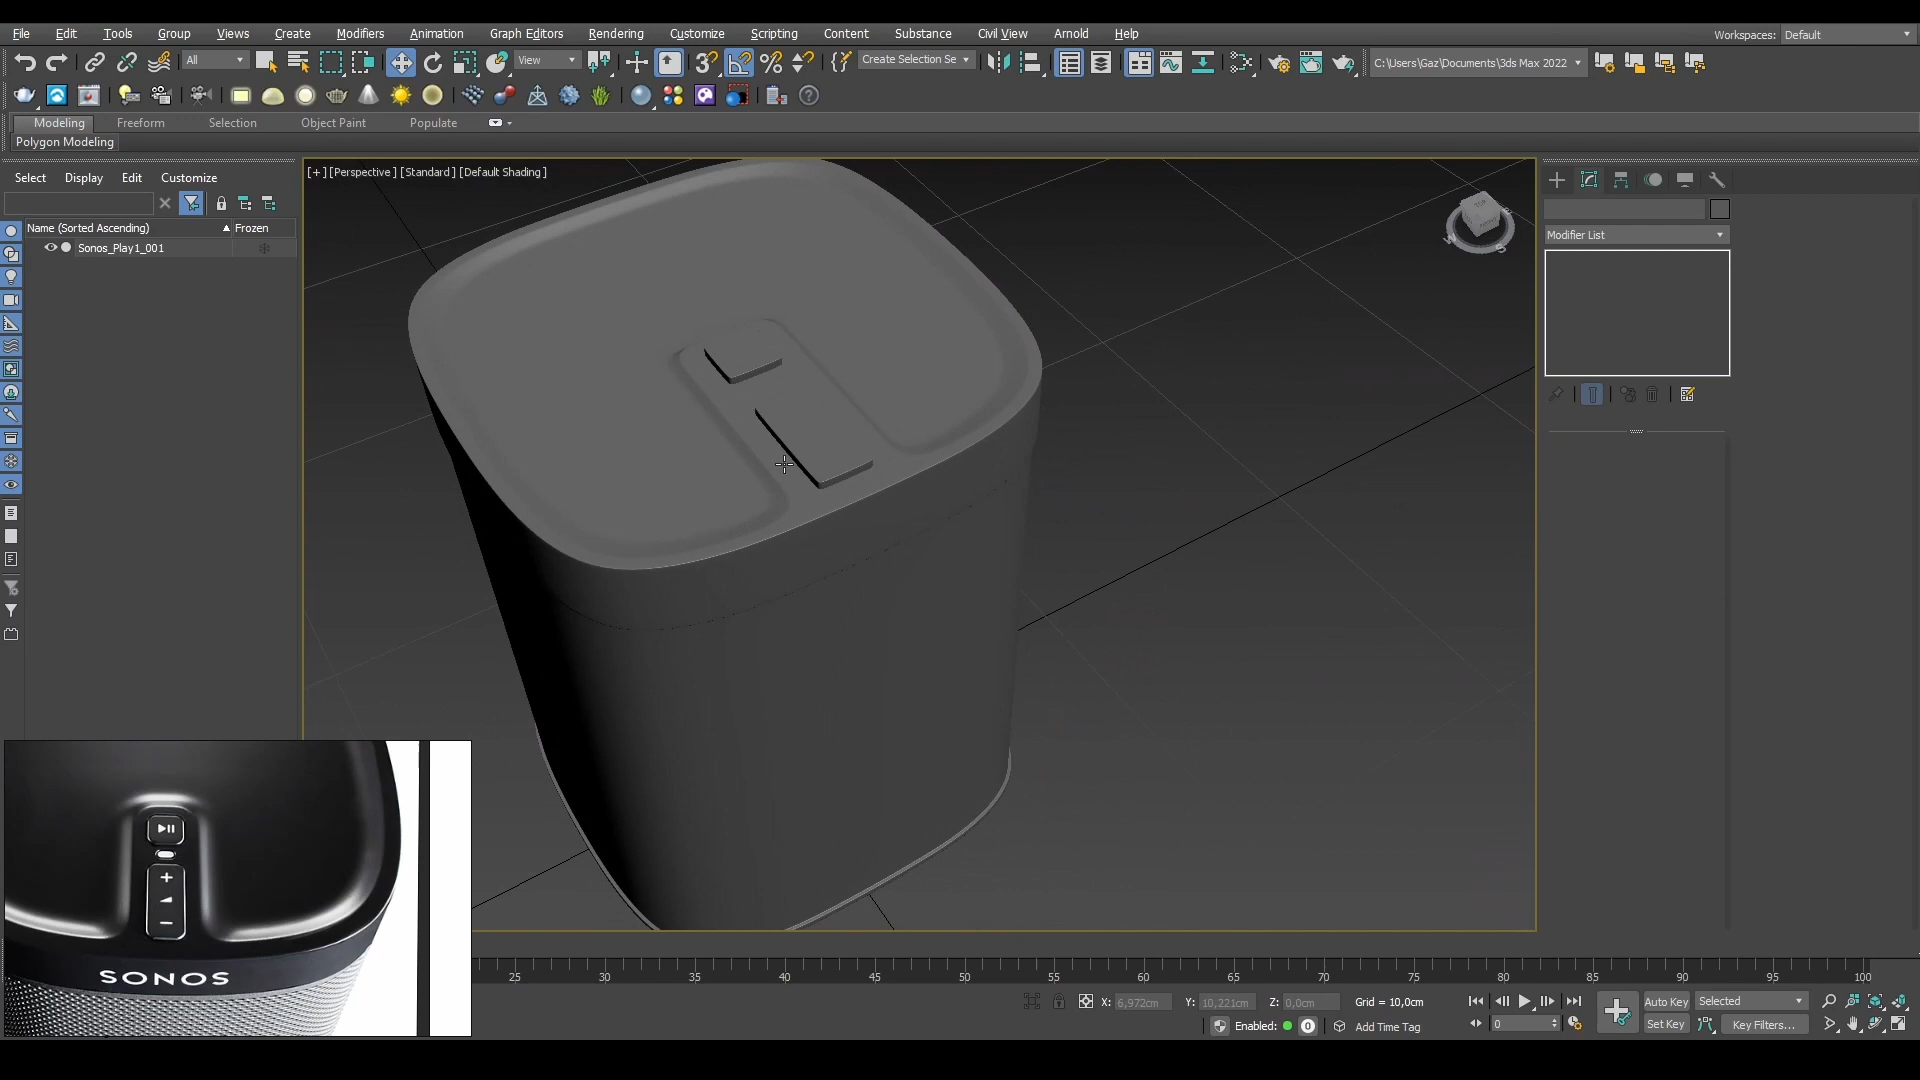 File Edit Tools Group Views Create Modifiers Animation Graph Editors Rendering Customize Scripting Content Substance Civil View Arnold Help Workspaces: Default
All View Create Selection Se C:\Users\Gaz\Documents\3ds Max 2022
Modeling Freeform Selection Object Paint Populate
Polygon Modeling
Select Display Edit Customize
[+] [Perspective] [Standard] [Default Shading]
Name (Sorted Ascending) Frozen
Modifier List
Sonos_Play1_001
SONOS
25 30 35 40 45 50 55 60 65 70 75 80 85 90 95 100
X: 6,972cm Y: 10,221cm Z: 0,0cm Grid = 10,0cm Auto Key Selected
Enabled: 0 Add Time Tag 0 Set Key Key Filters...